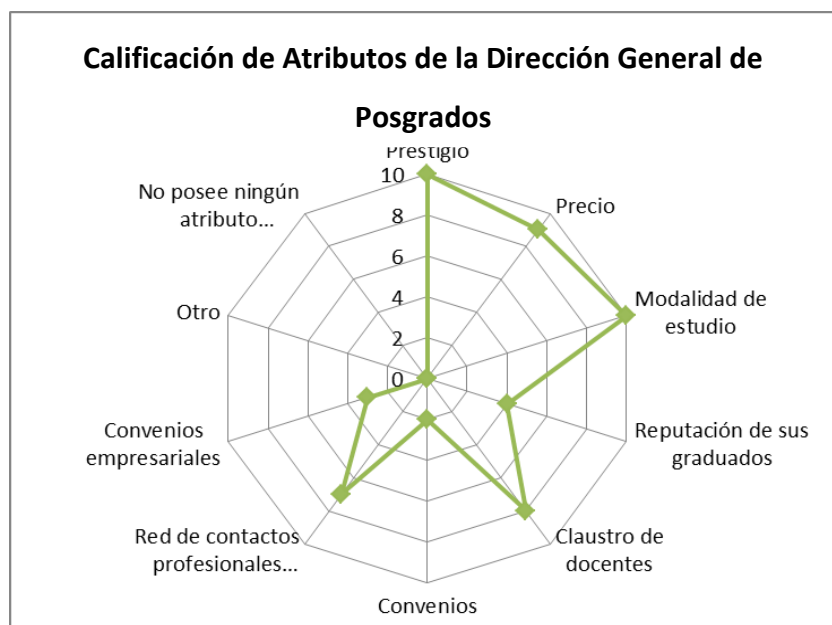 Calificación de Atributos de la Dirección General de
Posgrados
Prestigio
10
8
6
4
2
0
Precio
Modalidad de
estudio
Reputación de sus
graduados
Claustro de
docentes
Convenios
Red de contactos
profesionales...
Convenios
empresariales
Otro
No posee ningún
atributo...